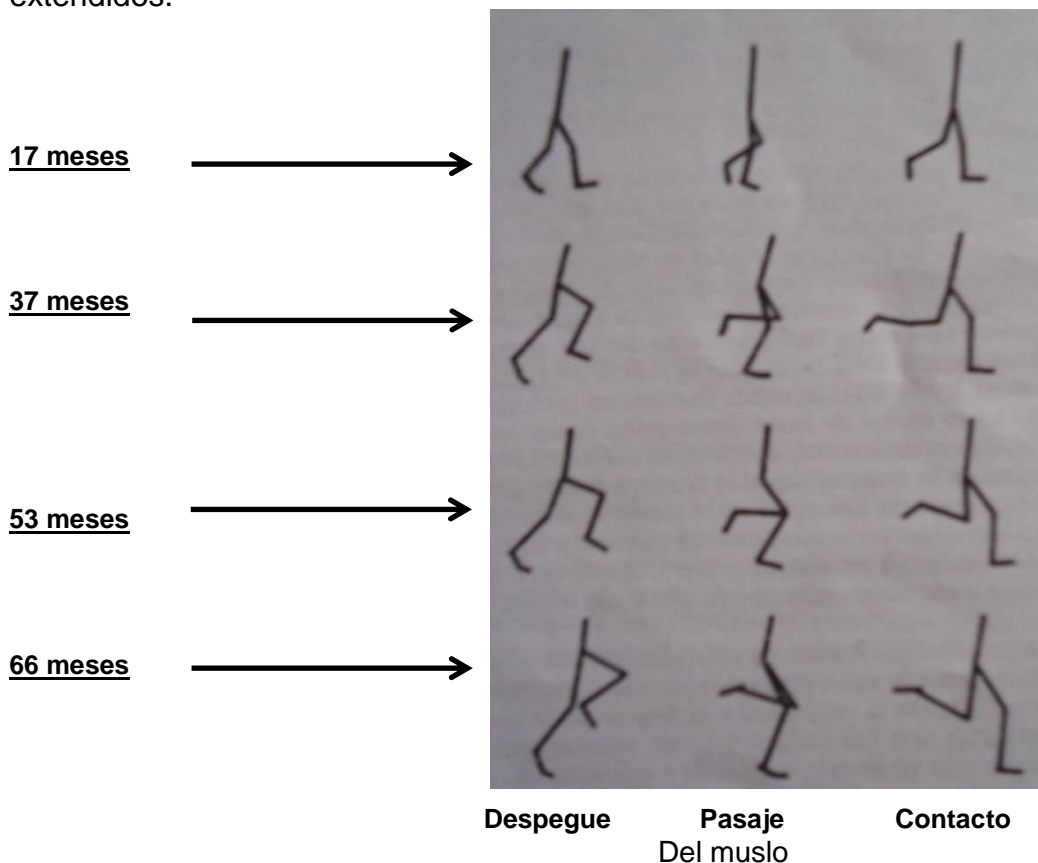 extendidos.
17 meses
37 meses
53 meses
66 meses
Despegue Pasaje Contacto
Del muslo